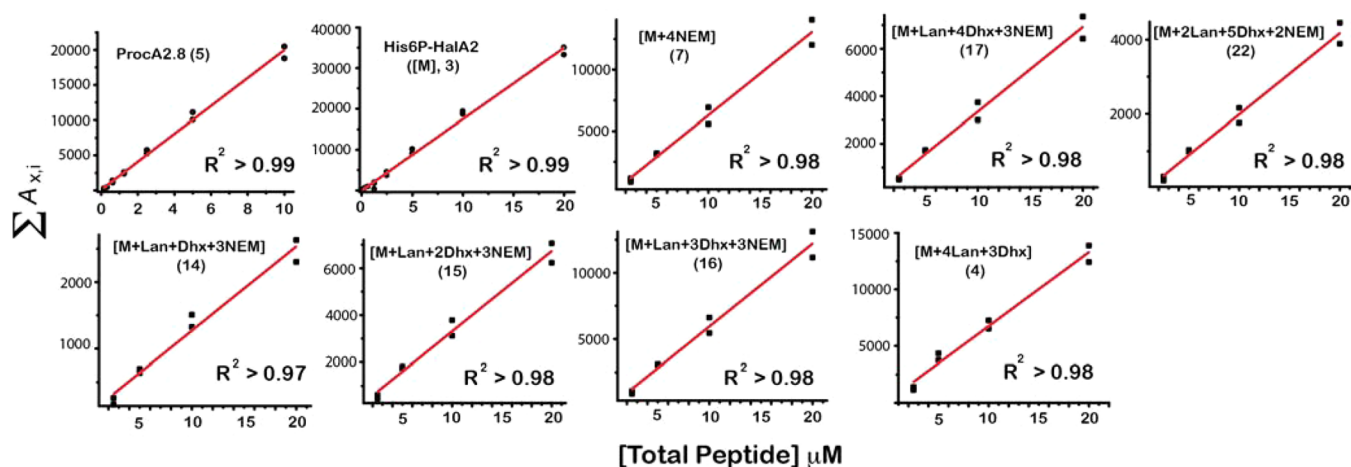 ∑ A x,i
ProcA2.8 (5)
20000
15000
10000
5000
0 2 4 6 8 10
R² > 0.99
His6P-HalA2
([M], 3)
40000
30000
20000
10000
0 5 10 15 20
R² > 0.99
[M+4NEM]
(7)
10000
5000
5 10 15 20
R² > 0.98
[M+Lan+4Dhx+3NEM]
(17)
6000
4000
2000
5 10 15 20
R² > 0.98
[M+2Lan+5Dhx+2NEM]
(22)
4000
2000
5 10 15 20
R² > 0.98
[M+Lan+Dhx+3NEM]
(14)
2000
1000
5 10 15 20
R² > 0.97
[M+Lan+2Dhx+3NEM]
(15)
6000
4000
2000
5 10 15 20
R² > 0.98
[M+Lan+3Dhx+3NEM]
(16)
10000
5000
5 10 15 20
R² > 0.98
[M+4Lan+3Dhx]
(4)
15000
10000
5000
5 10 15 20
R² > 0.98
[Total Peptide] μM